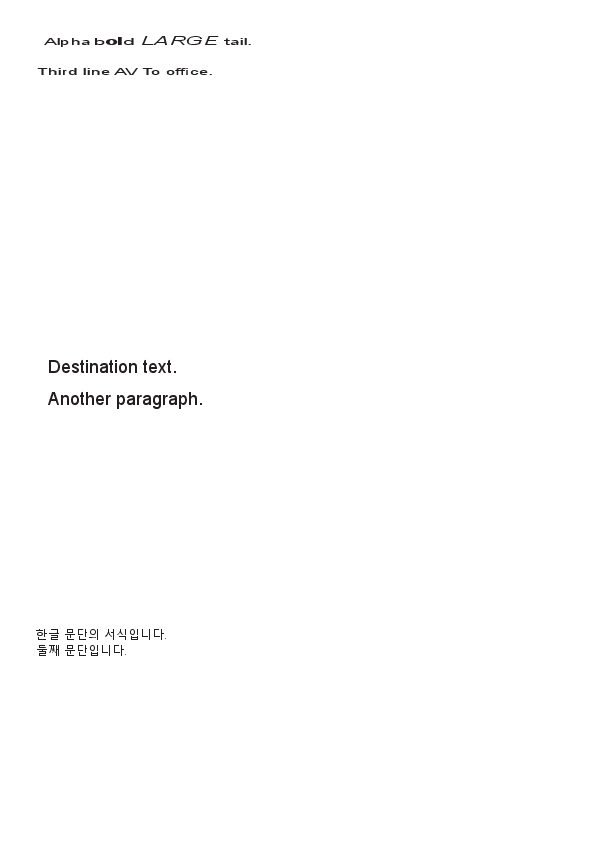 Alpha bold LARGE tail.
Third line AV To office.
Destination text.
Another paragraph.
한글 문단의 서식입니다.
둘째 문단입니다.